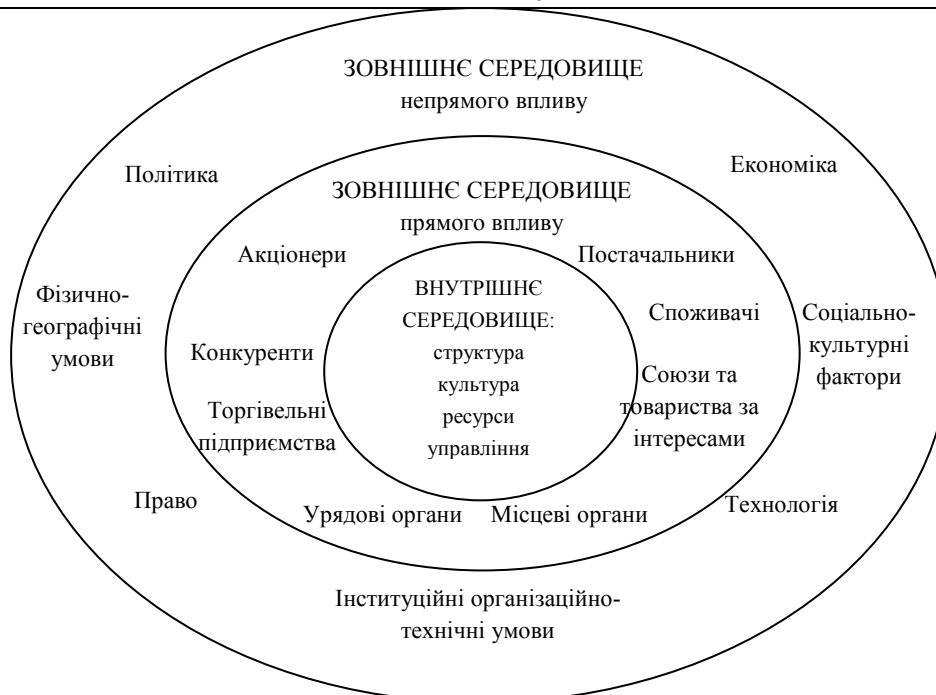 ЗОВНІШНЄ СЕРЕДОВИЩЕ
непрямого впливу
Політика
Економіка
ЗОВНІШНЄ СЕРЕДОВИЩЕ
прямого впливу
Акціонери
Постачальники
Фізично-
географічні
умови
ВНУТРІШНЄ
СЕРЕДОВИЩЕ:
структура
культура
ресурси
управління
Споживачі
Соціально-
культурні
фактори
Конкуренти
Союзи та
товариства за
інтересами
Торгівельні
підприємства
Право
Урядові органи
Місцеві органи
Технологія
Інституційні організаційно-
технічні умови